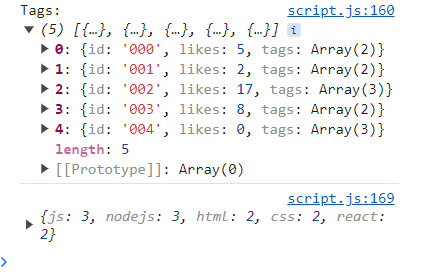 Tags: script.js:160
▼ (5) [{…}, {…}, {…}, {…}, {…}] i
▶ 0: {id: '000', likes: 5, tags: Array(2)}
▶ 1: {id: '001', likes: 2, tags: Array(2)}
▶ 2: {id: '002', likes: 17, tags: Array(3)}
▶ 3: {id: '003', likes: 8, tags: Array(2)}
▶ 4: {id: '004', likes: 0, tags: Array(3)}
length: 5
▶ [[Prototype]]: Array(0)
script.js:169
▶ {js: 3, nodejs: 3, html: 2, css: 2, react:
2}
>